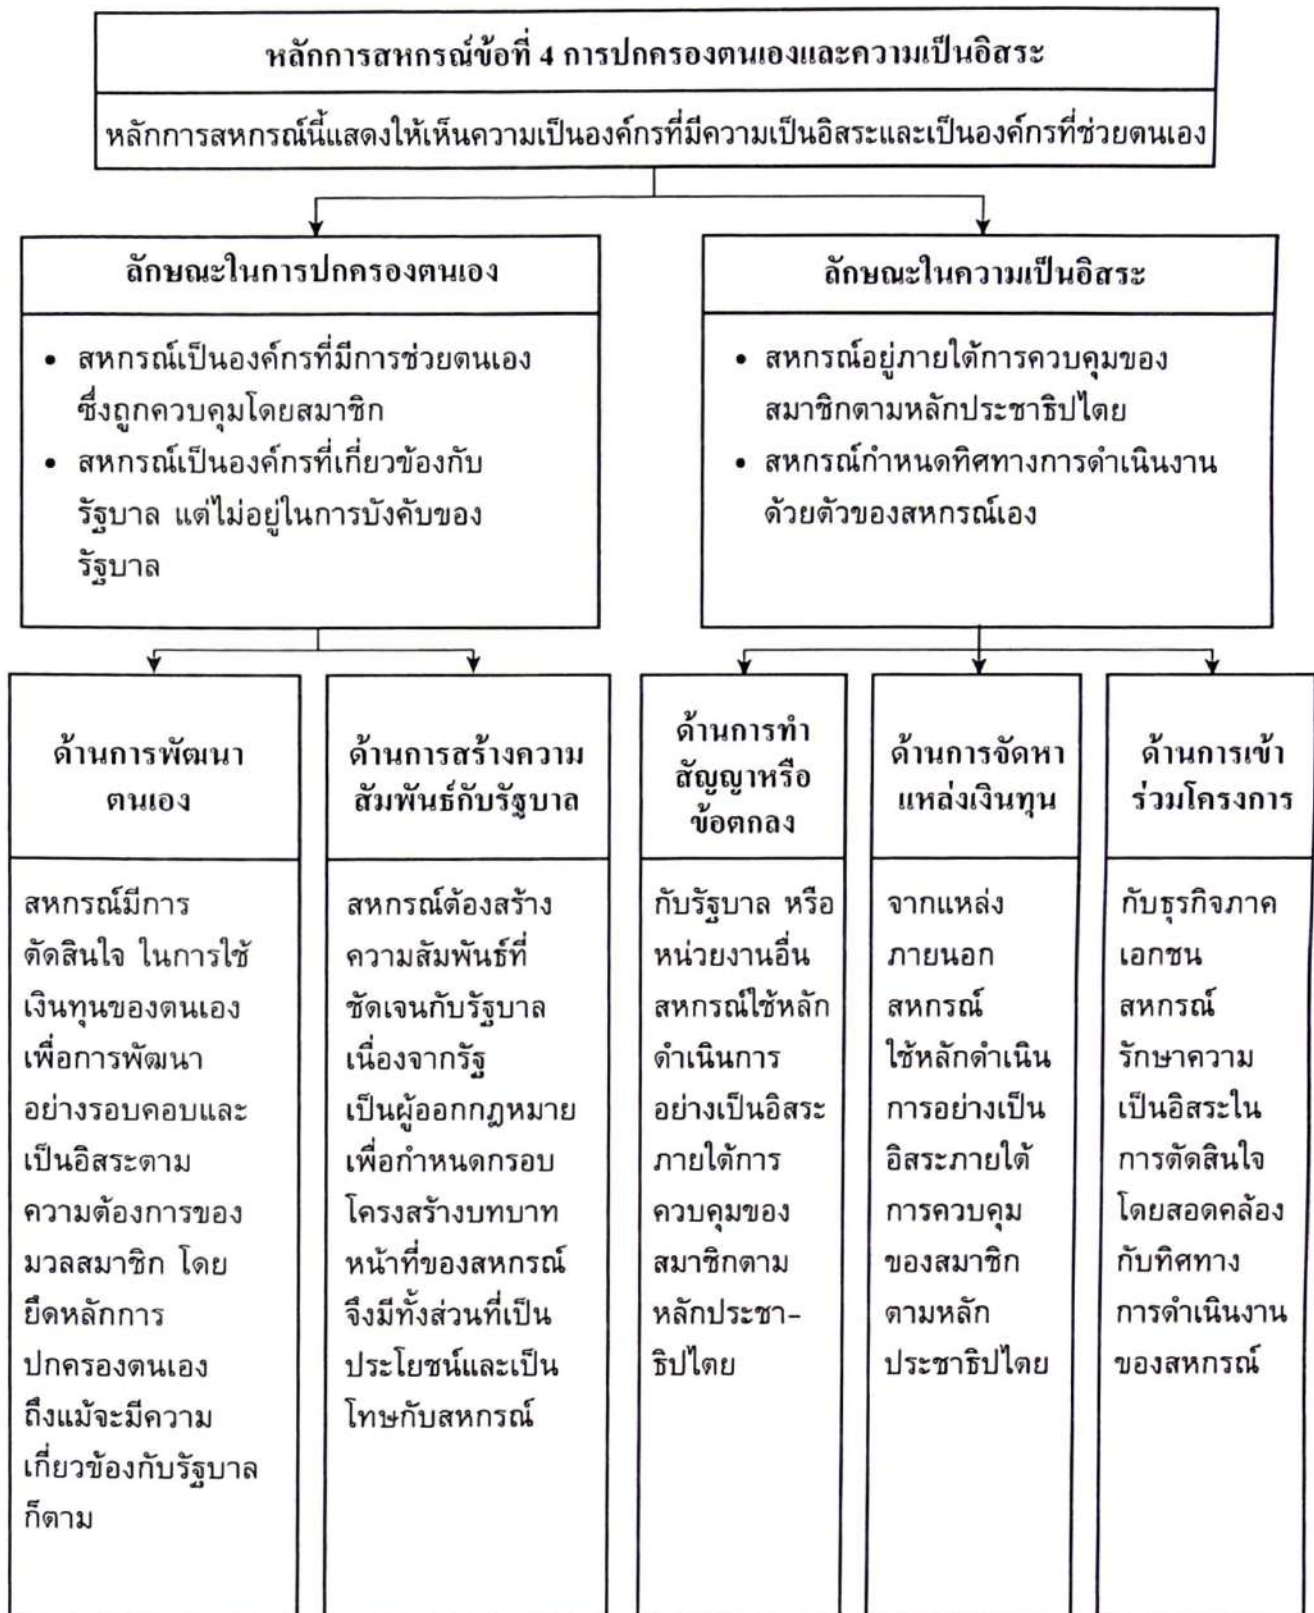 หลักการสหกรณ์ข้อที่ 4 การปกครองตนเองและความเป็นอิสระ
หลักการสหกรณ์นี้แสดงให้เห็นความเป็นองค์กรที่มีความเป็นอิสระและเป็นองค์กรที่ช่วยตนเอง
ลักษณะในการปกครองตนเอง
• สหกรณ์เป็นองค์กรที่มีการช่วยตนเอง
ซึ่งถูกควบคุมโดยสมาชิก
• สหกรณ์เป็นองค์กรที่เกี่ยวข้องกับ
รัฐบาล แต่ไม่อยู่ในการบังคับของ
รัฐบาล
ลักษณะในความเป็นอิสระ
• สหกรณ์อยู่ภายใต้การควบคุมของ
สมาชิกตามหลักประชาธิปไตย
• สหกรณ์กำหนดทิศทางการดำเนินงาน
ด้วยตัวของสหกรณ์เอง
ด้านการพัฒนา
ตนเอง
สหกรณ์มีการ
ตัดสินใจ ในการใช้
เงินทุนของตนเอง
เพื่อการพัฒนา
อย่างรอบคอบและ
เป็นอิสระตาม
ความต้องการของ
มวลสมาชิก โดย
ยึดหลักการ
ปกครองตนเอง
ถึงแม้จะมีความ
เกี่ยวข้องกับรัฐบาล
ก็ตาม
ด้านการสร้างความ
สัมพันธ์กับรัฐบาล
สหกรณ์ต้องสร้าง
ความสัมพันธ์ที่
ชัดเจนกับรัฐบาล
เนื่องจากรัฐ
เป็นผู้ออกกฎหมาย
เพื่อกำหนดกรอบ
โครงสร้างบทบาท
หน้าที่ของสหกรณ์
จึงมีทั้งส่วนที่เป็น
ประโยชน์และเป็น
โทษกับสหกรณ์
ด้านการทำ
สัญญาหรือ
ข้อตกลง
กับรัฐบาล หรือ
หน่วยงานอื่น
สหกรณ์ใช้หลัก
ดำเนินการ
อย่างเป็นอิสระ
ภายใต้การ
ควบคุมของ
สมาชิกตาม
หลักประชา-
ธิปไตย
ด้านการจัดหา
แหล่งเงินทุน
จากแหล่ง
ภายนอก
สหกรณ์
ใช้หลักดำเนิน
การอย่างเป็น
อิสระภายใต้
การควบคุม
ของสมาชิก
ตามหลัก
ประชาธิปไตย
ด้านการเข้า
ร่วมโครงการ
กับธุรกิจภาค
เอกชน
สหกรณ์
รักษาความ
เป็นอิสระใน
การตัดสินใจ
โดยสอดคล้อง
กับทิศทาง
การดำเนินงาน
ของสหกรณ์